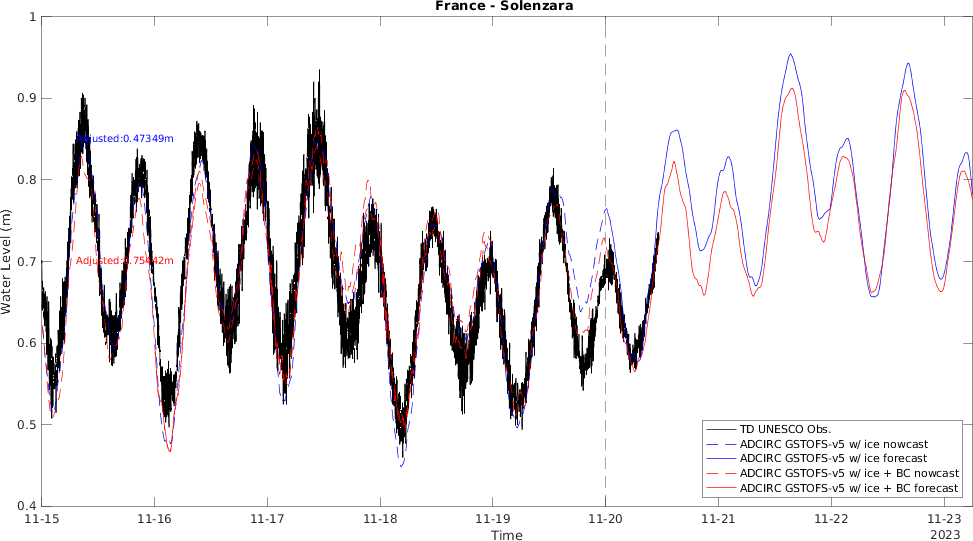 France - Solenzara
1
0.9
0.8
0.7
0.6
0.5
0.4
Water Level (m)
Adjusted:0.47349m
11-15
11-16
11-17
11-18
11-19
11-20
11-21
11-22
11-23
2023
Time
TD UNESCO Obs.
ADCIRC GSTOFS-v5 w/ ice nowcast
ADCIRC GSTOFS-v5 w/ ice forecast
ADCIRC GSTOFS-v5 w/ ice + BC nowcast
ADCIRC GSTOFS-v5 w/ ice + BC forecast